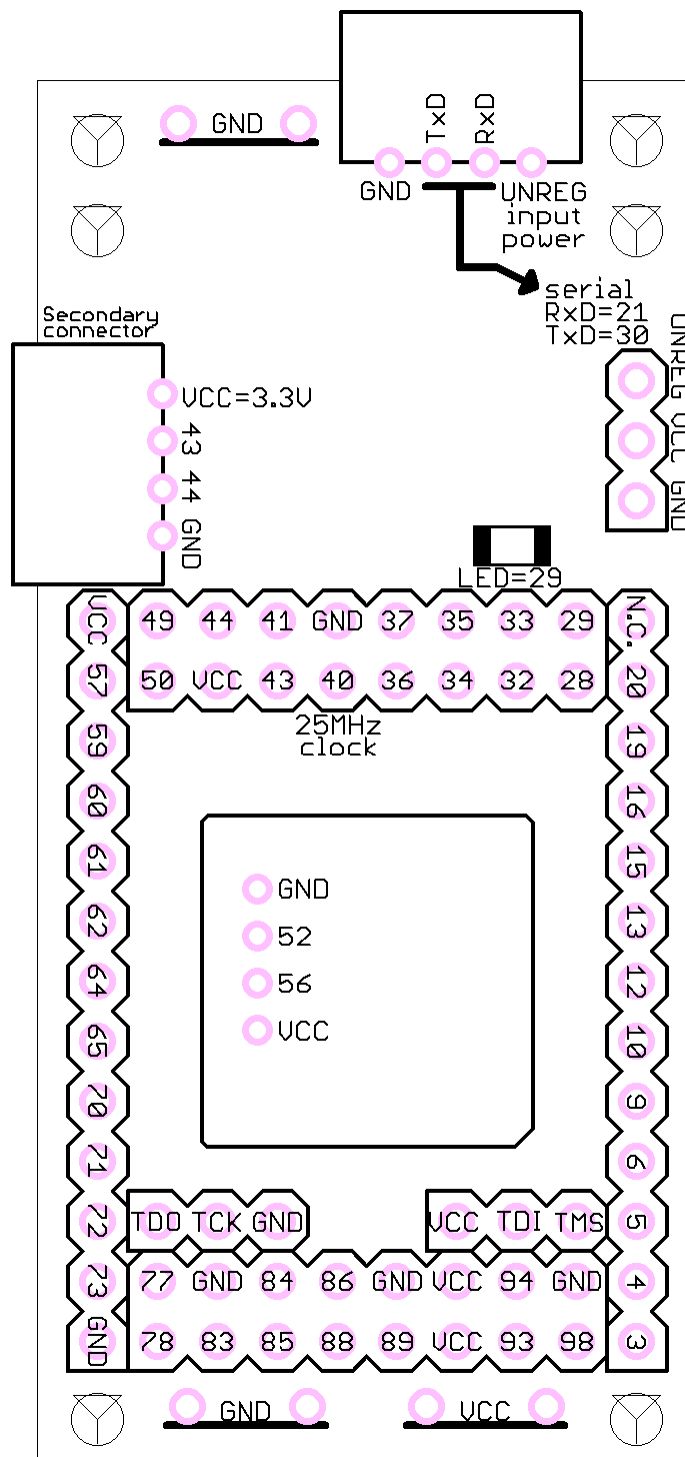 TxD
RxD
GND
GND
UNREG
input
power
serial
RxD=21
TxD=30
Secondary
connector
UNREG VCC GND
VCC=3.3V
43
44
GND
LED=29
VCC
49 44 41 GND 37 35 33 29
N.C.
57
50 VCC 43 40 36 34 32 28
20
25MHz
clock
59
19
60
16
61
15
62
13
64
12
65
10
70
9
71
6
GND
52
56
VCC
72
TDO TCK GND
VCC TDI TMS
5
73
77 GND 84 86 GND VCC 94 GND
4
GND
78 83 85 88 89 VCC 93 98
3
GND
VCC